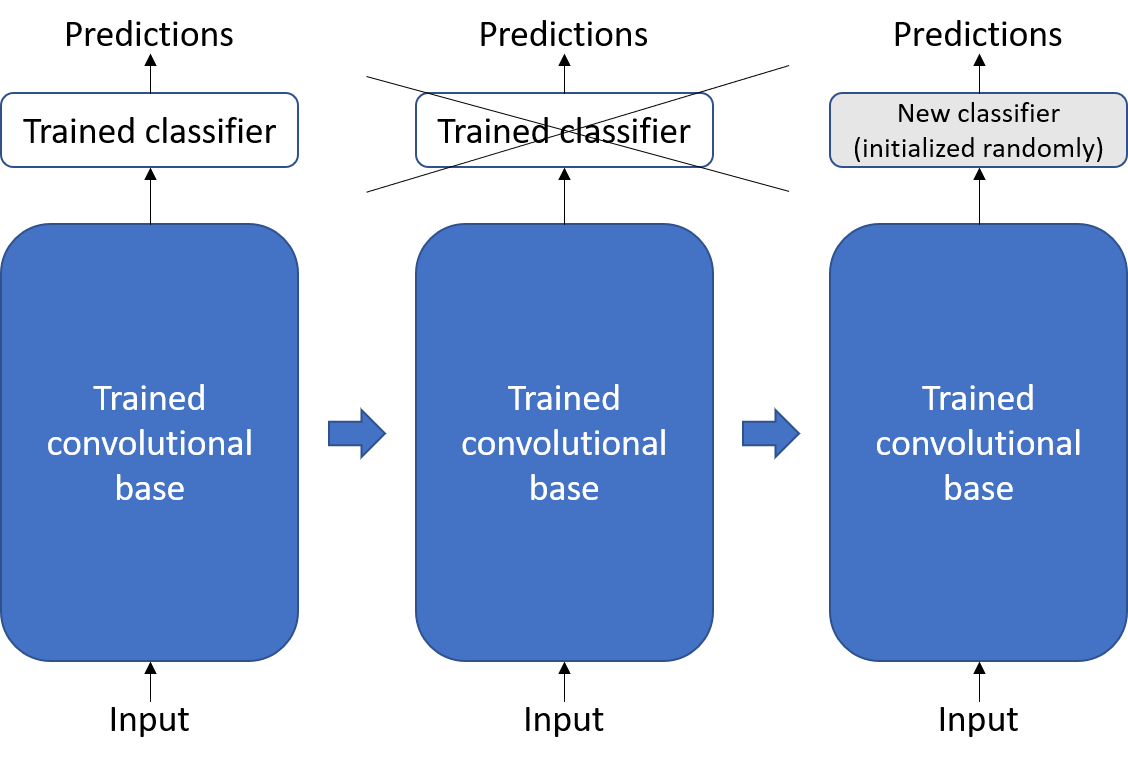 Predictions
Trained classifier
Trained
convolutional
base
Input
Predictions
Trained classifier
Trained
convolutional
base
Input
Predictions
New classifier
(initialized randomly)
Trained
convolutional
base
Input